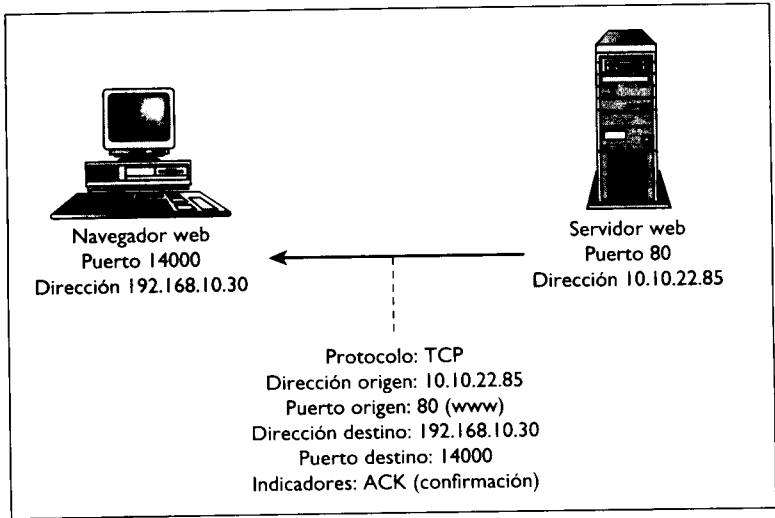 Navegador web
Puerto 14000
Dirección 192.168.10.30
Servidor web
Puerto 80
Dirección 10.10.22.85
Protocolo: TCP
Dirección origen: 10.10.22.85
Puerto origen: 80 (www)
Dirección destino: 192.168.10.30
Puerto destino: 14000
Indicadores: ACK (confirmación)